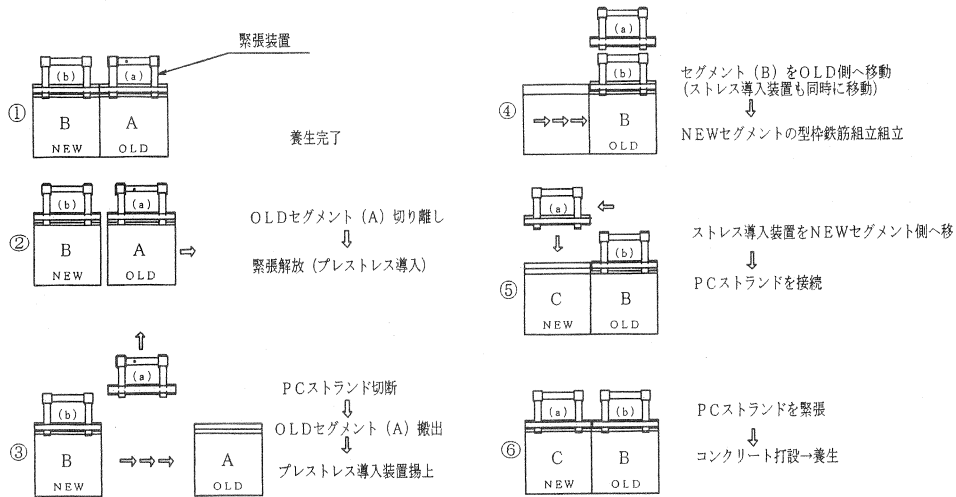 緊張装置
①
(b)
(a)
B
NEW
A
OLD
養生完了
②
(b)
(a)
B
NEW
A
OLD
OLDセグメント (A) 切り離し
緊張解放 (プレストレス導入)
③
(a)
(b)
B
NEW
A
OLD
PCストランド切断
OLDセグメント (A) 搬出
プレストレス導入装置揚上
④
(a)
(b)
B
OLD
セグメント (B) をOLD側へ移動
(ストレス導入装置も同時に移動)
NEWセグメントの型枠鉄筋組立組立
⑤
(a)
(b)
C
NEW
B
OLD
ストレス導入装置をNEWセグメント側へ移
PCストランドを接続
⑥
(a)
(b)
C
NEW
B
OLD
PCストランドを緊張
コンクリート打設→養生